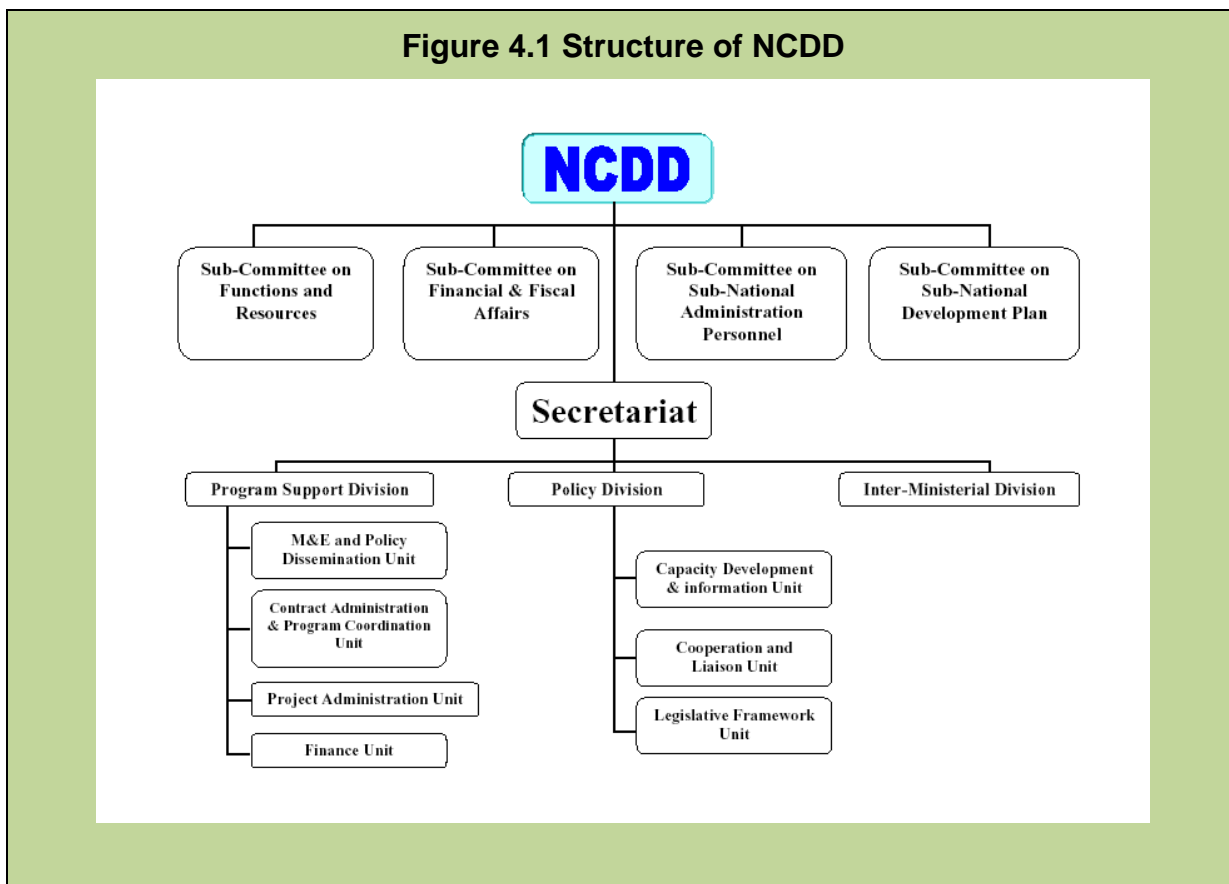 Figure 4.1 Structure of NCDD
NCDD
Sub-Committee on
Functions and
Resources
Sub-Committee on
Financial & Fiscal
Affairs
Sub-Committee on
Sub-National
Administration
Personnel
Sub-Committee on
Sub-National
Development Plan
Secretariat
Program Support Division
Policy Division
Inter-Ministerial Division
M&E and Policy
Dissemination Unit
Contract Administration
& Program Coordination
Unit
Project Administration Unit
Finance Unit
Capacity Development
& information Unit
Cooperation and
Liaison Unit
Legislative Framework
Unit